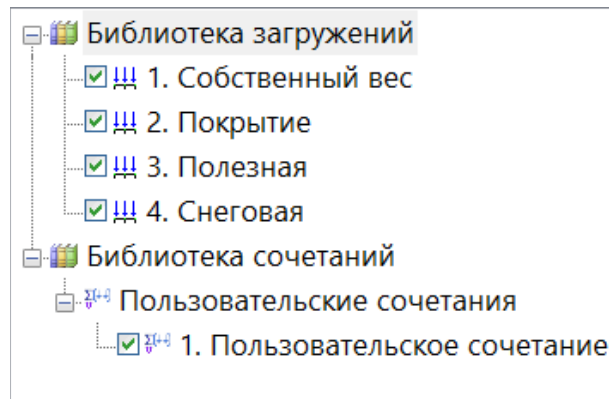 Библиотека загружений
1. Собственный вес
2. Покрытие
3. Полезная
4. Снеговая
Библиотека сочетаний
Пользовательские сочетания
1. Пользовательское сочетание